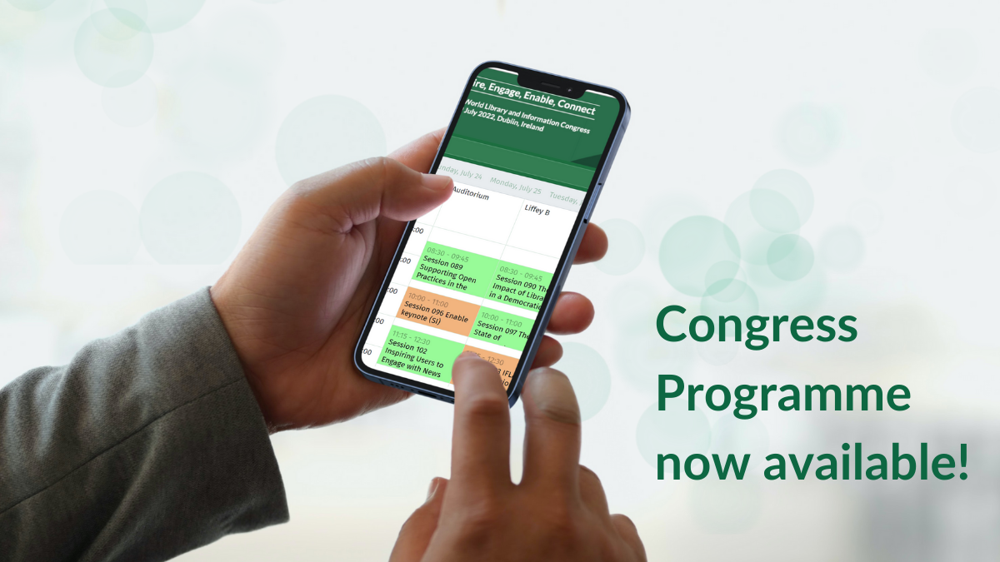 ire, Engage, Enable, Connect
World Library and Information Congress
July 2022, Dublin, Ireland
nday, July 24 Monday, July 25 Tuesday,
Auditorium
Liffey B
:00
08:30 - 09:45
Session 089
Supporting Open
Practices in the
08:30 - 09:45
Session 090 The
Impact of Libra
in a Democratic
:00
:00
10:00 - 11:00
Session 096 Enable
keynote (SI)
10:00 - 11:00
Session 097 The
State of
:00
11:15 - 12:30
Session 102
Inspiring Users to
Engage with News
12:30
IFL
:00
Congress
Programme
now available!